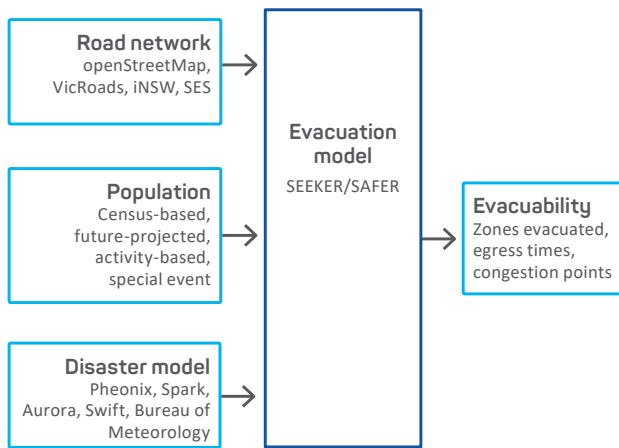 Road network
openStreetMap,
VicRoads, iNSW, SES
Population
Census-based,
future-projected,
activity-based,
special event
Disaster model
Pheonix, Spark,
Aurora, Swift, Bureau of
Meteorology
Evacuation
model
SEEKER/SAFER
Evacuability
Zones evacuated,
egress times,
congestion points